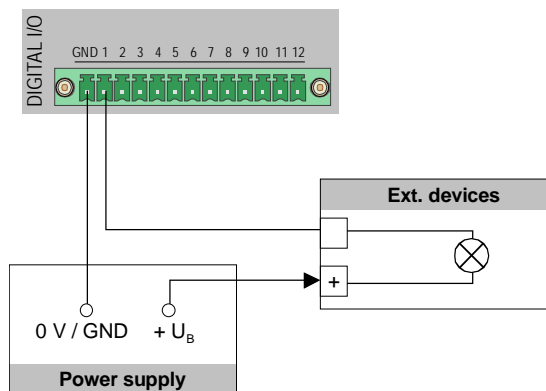 DIGITAL I/O
GND 1 2 3 4 5 6 7 8 9 10 11 12
Ext. devices
+
0 V / GND + U_B
Power supply